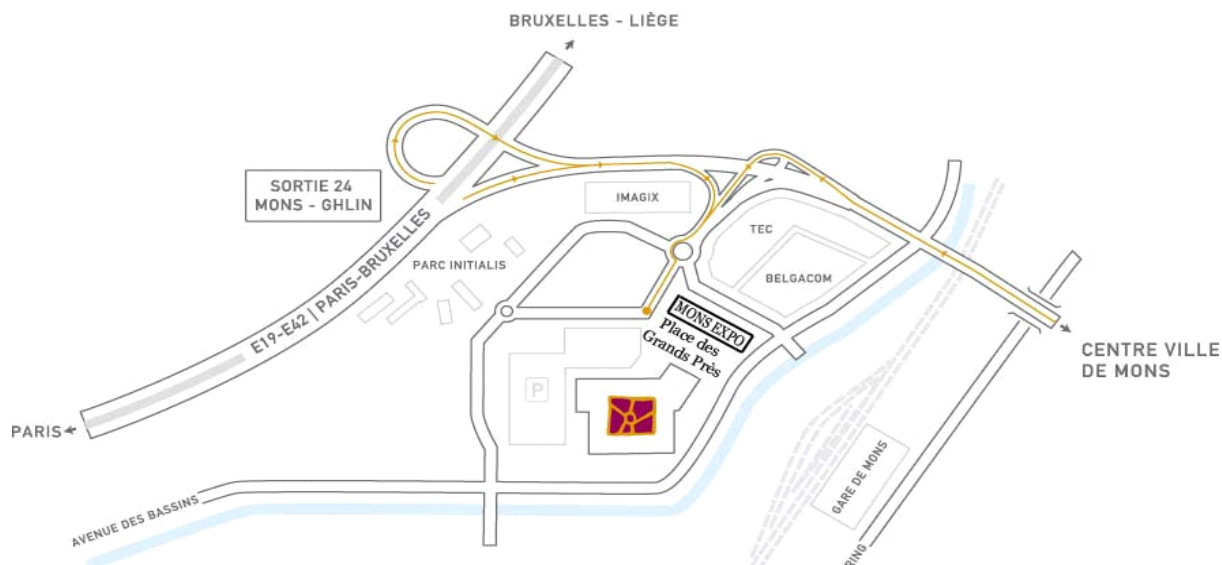 BRUXELLES - LIÈGE
SORTIE 24
MONS - GHLIN
IMAGIX
TEC
BELGACOM
PARC INITIALIS
E19-E42 | PARIS-BRUXELLES
MONS EXPO
Place des
Grands Près
CENTRE VILLE
DE MONS
P
PARIS
GARE DE MONS
AVENUE DES BASSINS
RING